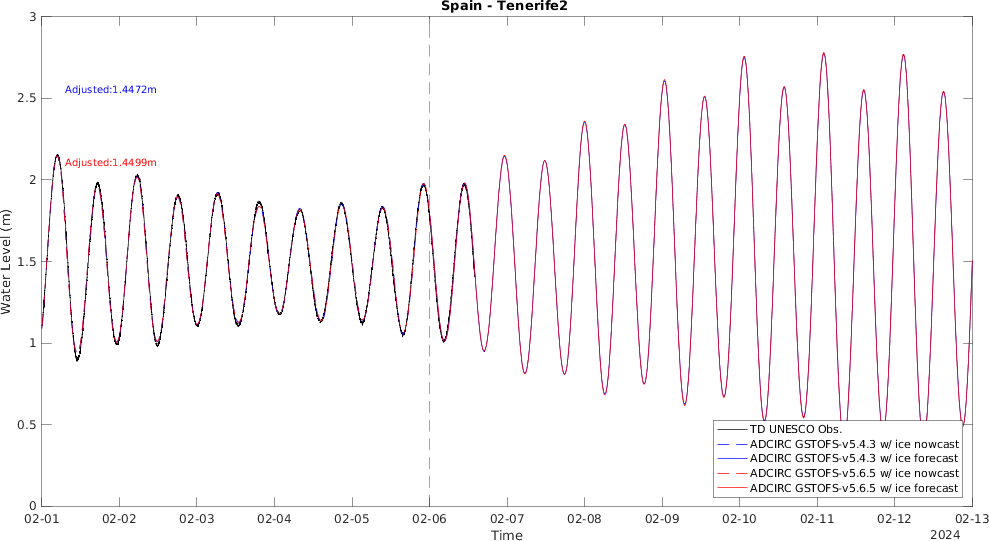 Spain - Tenerife2
3
2.5
2
1.5
1
0.5
0
Water Level (m)
Adjusted:1.4472m
Adjusted:1.4499m
TD UNESCO Obs.
ADCIRC GSTOFS-v5.4.3 w/ ice nowcast
ADCIRC GSTOFS-v5.4.3 w/ ice forecast
ADCIRC GSTOFS-v5.6.5 w/ ice nowcast
ADCIRC GSTOFS-v5.6.5 w/ ice forecast
02-01 02-02 02-03 02-04 02-05 02-06 02-07 02-08 02-09 02-10 02-11 02-12 02-13
Time
2024